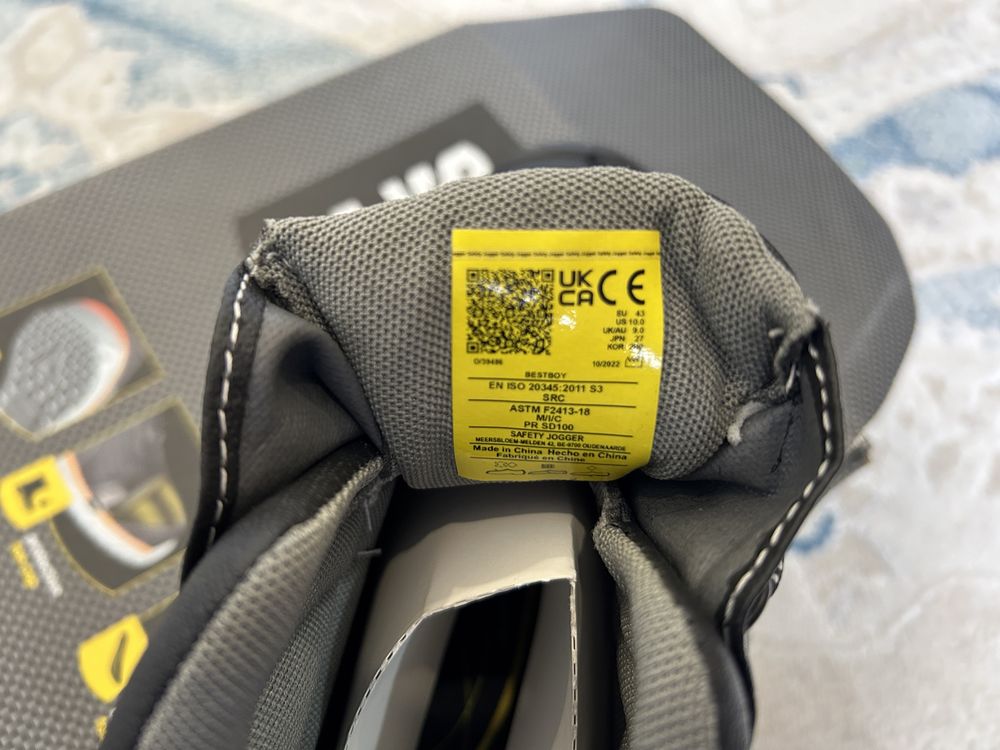 UK
CA CE
EU 43
US 10.0
UK/AU 9.0
JPN 27
KOR
O/39486
10/2022
BESTBOY
EN ISO 20345:2011 S3
SRC
ASTM F2413-18
M/I/C
PR SD100
SAFETY JOGGER
MEERSBLOEM-MELDEN 42, BE-9700 OUDENAARDE
Made in China Hecho en China
Fabriqué en Chine